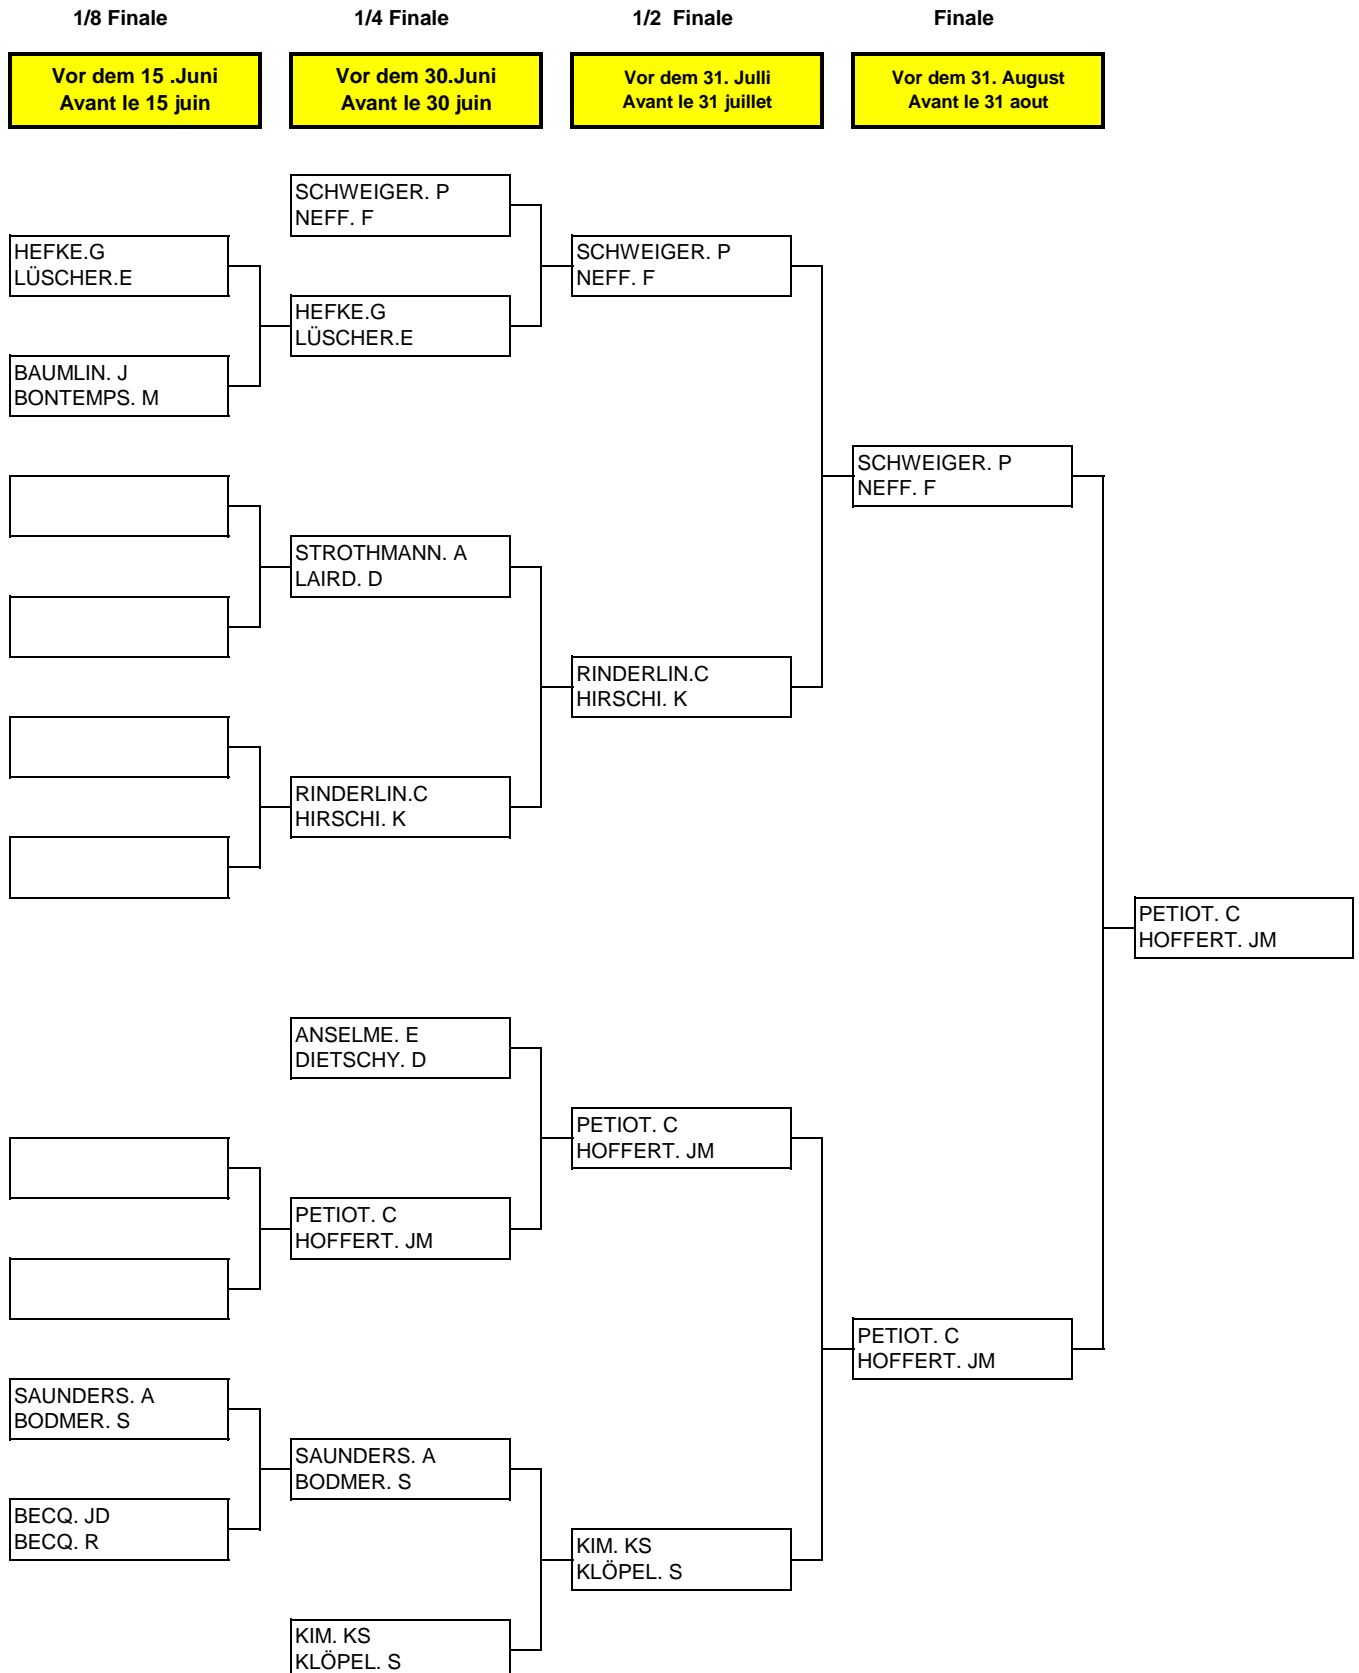 1/8 Finale
1/4 Finale
1/2  Finale
Finale
Vor dem 15 .Juni
Avant le 15 juin
Vor dem 30.Juni
Avant le 30 juin
Vor dem 31. Julli
Avant le 31 juillet
Vor dem 31. August
Avant le 31 aout
HEFKE.G
LÜSCHER.E
BAUMLIN. J
BONTEMPS. M
SAUNDERS. A
BODMER. S
BECQ. JD
BECQ. R
SCHWEIGER. P
NEFF. F
HEFKE.G
LÜSCHER.E
STROTHMANN. A
LAIRD. D
RINDERLIN.C
HIRSCHI. K
ANSELME. E
DIETSCHY. D
PETIOT. C
HOFFERT. JM
SAUNDERS. A
BODMER. S
KIM. KS
KLÖPEL. S
SCHWEIGER. P
NEFF. F
RINDERLIN.C
HIRSCHI. K
PETIOT. C
HOFFERT. JM
KIM. KS
KLÖPEL. S
SCHWEIGER. P
NEFF. F
PETIOT. C
HOFFERT. JM
PETIOT. C
HOFFERT. JM